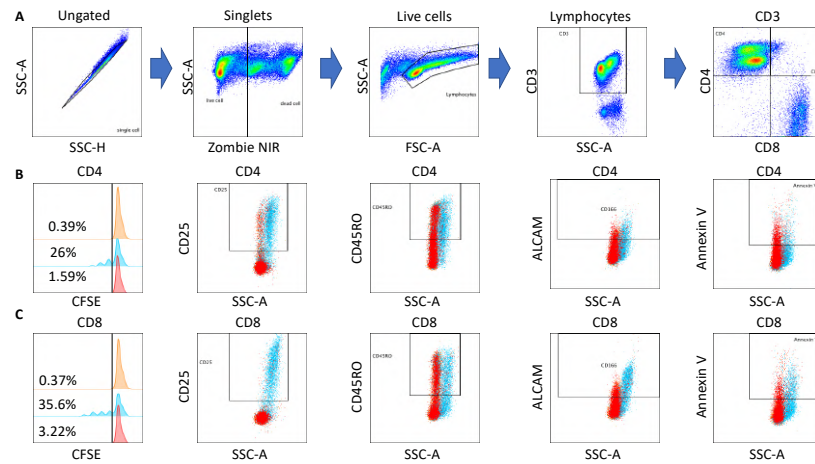 A
Ungated
Singlets
Live cells
Lymphocytes
CD3
SSC-A
single cell
SSC-H
SSC-A
live cell
dead cell
Zombie NIR
SSC-A
Lymphocytes
FSC-A
CD3
CD3
SSC-A
CD4
CD4
CD8
B
CD4
CD4
CD4
CD4
CD4
0.39%
26%
1.59%
CFSE
CD25
CD25
SSC-A
CD45RO
CD45RO
SSC-A
ALCAM
CD166
SSC-A
Annexin V
Annexin V
SSC-A
C
CD8
CD8
CD8
CD8
CD8
0.37%
35.6%
3.22%
CFSE
CD25
CD25
SSC-A
CD45RO
CD45RO
SSC-A
ALCAM
CD166
SSC-A
Annexin V
Annexin
SSC-A